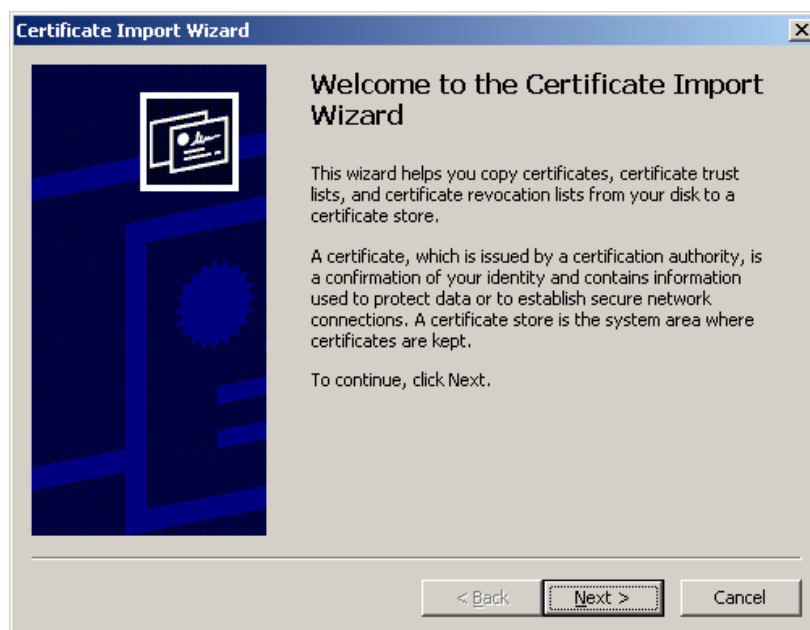 Certificate Import Wizard
Welcome to the Certificate Import
Wizard
This wizard helps you copy certificates, certificate trust
lists, and certificate revocation lists from your disk to a
certificate store.
A certificate, which is issued by a certification authority, is
a confirmation of your identity and contains information
used to protect data or to establish secure network
connections. A certificate store is the system area where
certificates are kept.
To continue, click Next.
< Back Next > Cancel